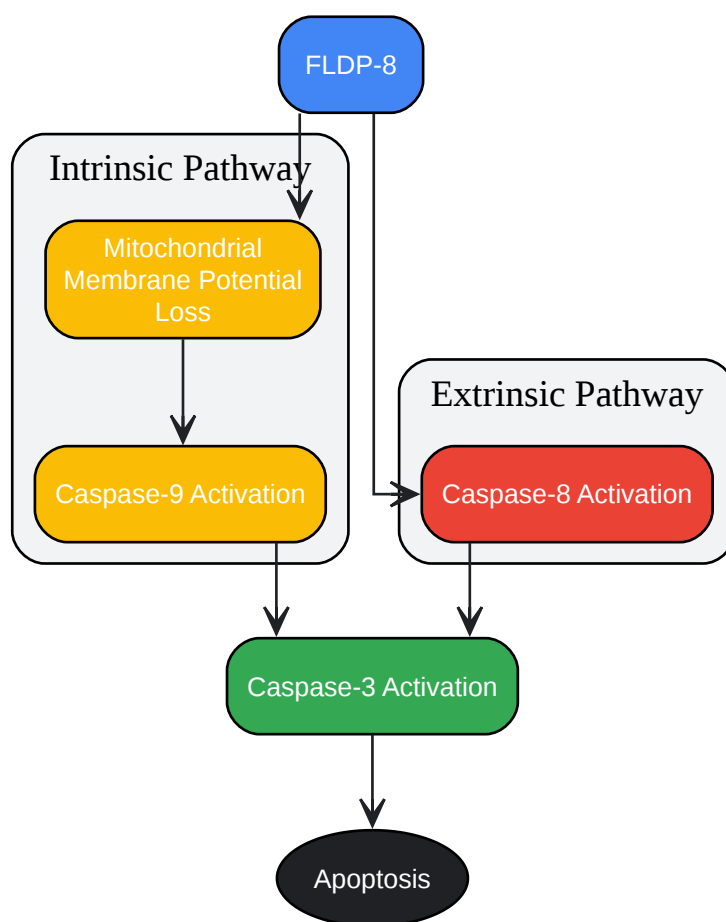 FLDP-8
Intrinsic Pathway
Mitochondrial
Membrane Potential
Loss
Extrinsic Pathway
Caspase-9 Activation
Caspase-8 Activation
Caspase-3 Activation
Apoptosis